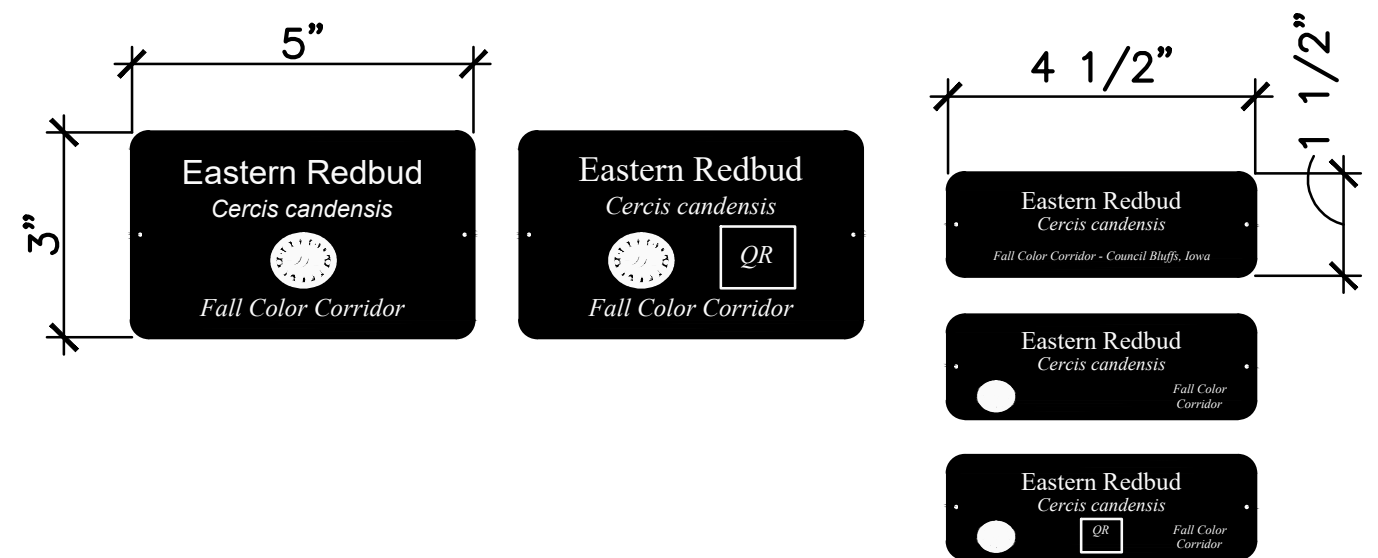 5”
3”
Eastern Redbud
Cercis candensis
Fall Color Corridor
Eastern Redbud
Cercis candensis
QR
Fall Color Corridor
4 1/2”
1 1/2”
Eastern Redbud
Cercis candensis
Fall Color Corridor - Council Bluffs, Iowa
Eastern Redbud
Cercis candensis
Fall Color
Corridor
Eastern Redbud
Cercis candensis
QR
Fall Color
Corridor